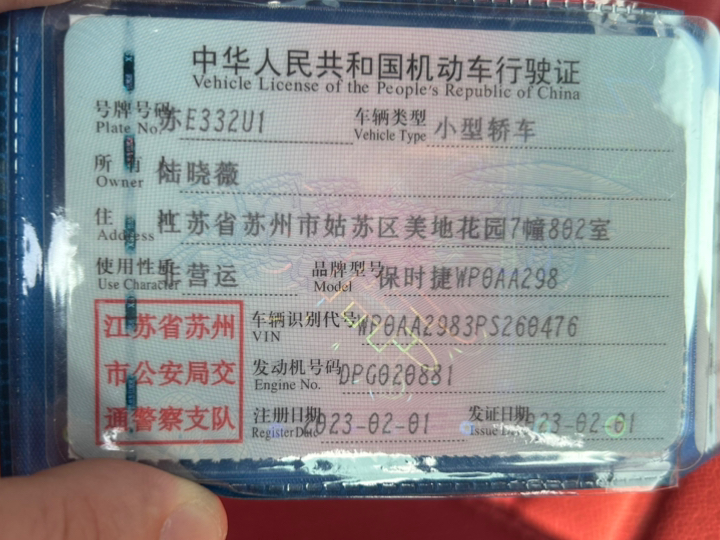 中华人民共和国机动车行驶证
Vehicle License of the People's Republic of China
号牌号码 苏E332U1 车辆类型 小型轿车
Plate No. Vehicle Type
所有人 陆晓薇
Owner
住址 江苏省苏州市姑苏区美地花园7幢802室
Address
使用性质 非营运 品牌型号 保时捷WP0AA298
Use Character Model
江苏省苏州
市公安局交
通警察支队
车辆识别代号 WP0AA2983PS260476
VIN
发动机号码 DPG020881
Engine No.
注册日期 2023-02-01 发证日期 2023-02-01
Register Date Issue Date